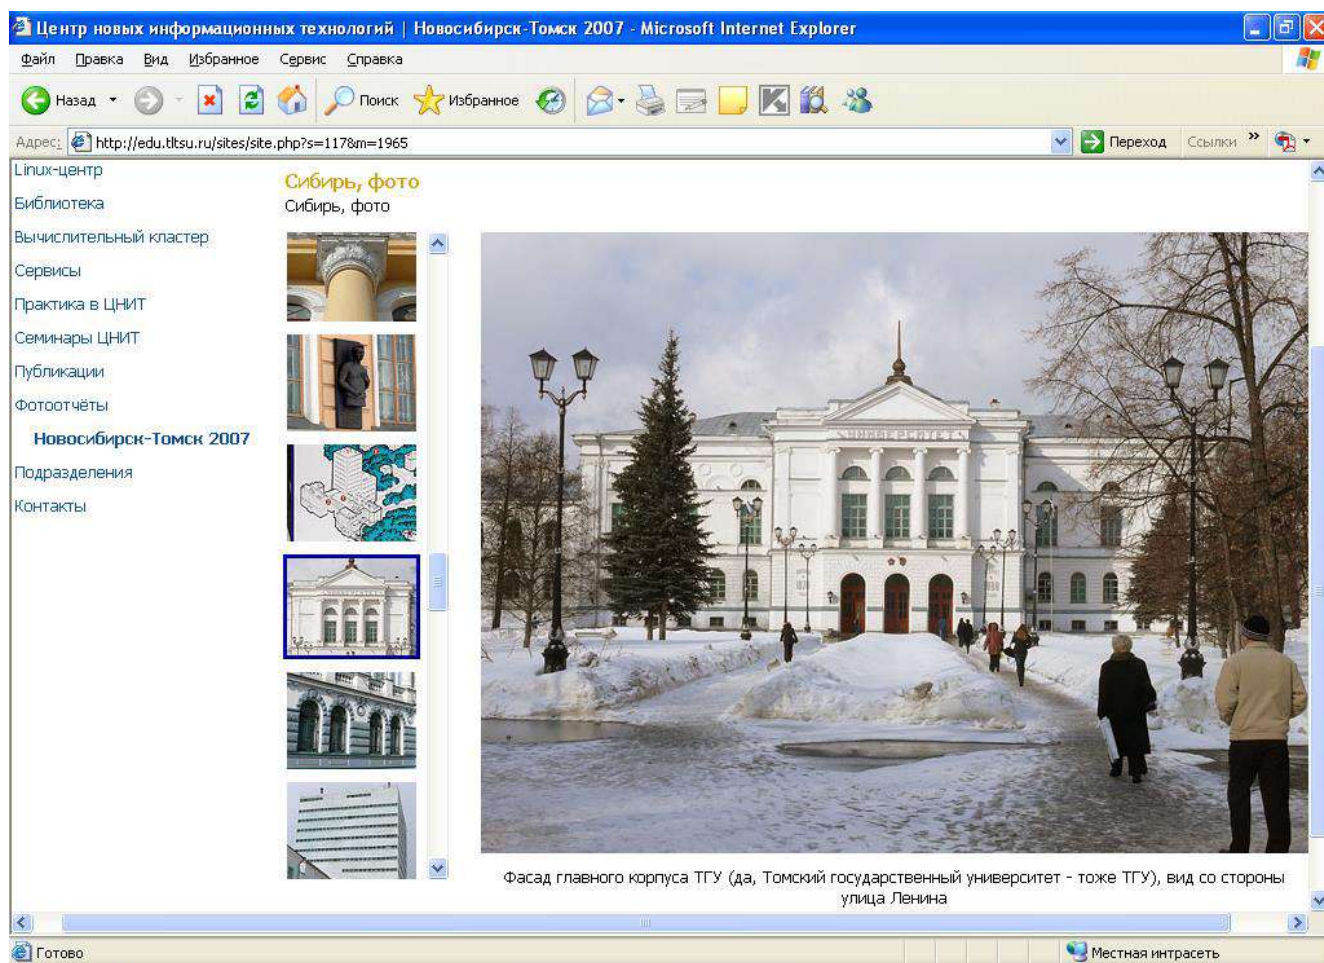 Центр новых информационных технологий | Новосибирск-Томск 2007 - Microsoft Internet Explorer
Файл Правка Вид Избранное Сервис Справка
Назад Поиск Избранное
Адрес: http://edu.tltsu.ru/sites/site.php?s=117&m=1965 Переход Ссылки »
Linux-центр
Библиотека
Вычислительный кластер
Сервисы
Практика в ЦНИТ
Семинары ЦНИТ
Публикации
Фотоотчёты
Новосибирск-Томск 2007
Подразделения
Контакты
Сибирь, фото
Сибирь, фото
УНИВЕРСИТЕТ
Фасад главного корпуса ТГУ (да, Томский государственный университет - тоже ТГУ), вид со стороны
улица Ленина
Готово Местная интрасеть